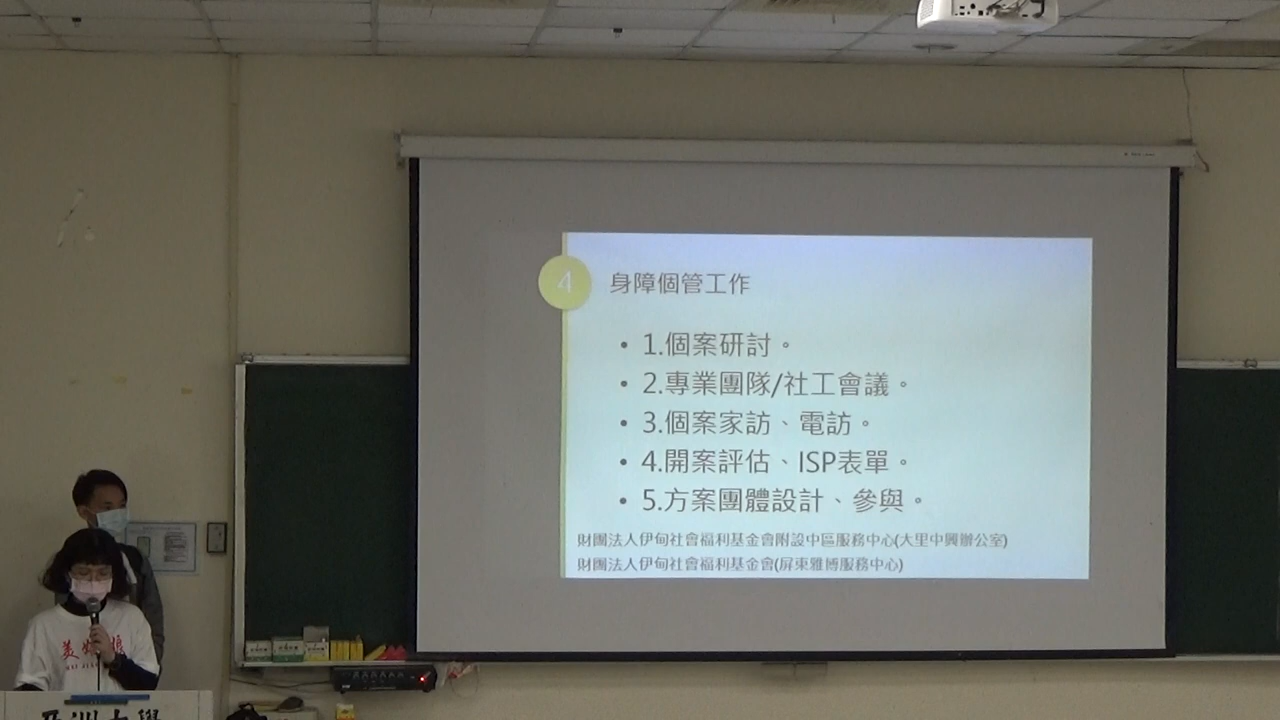 4
身障個管工作
• 1.個案研討。
• 2.專業團隊/社工會議。
• 3.個案家訪、電訪。
• 4.開案評估、ISP表單。
• 5.方案團體設計、參與。
財團法人伊甸社會福利基金會附設中區服務中心(大里中興辦公室)
財團法人伊甸社會福利基金會(屏東雅博服務中心)
亞洲大學